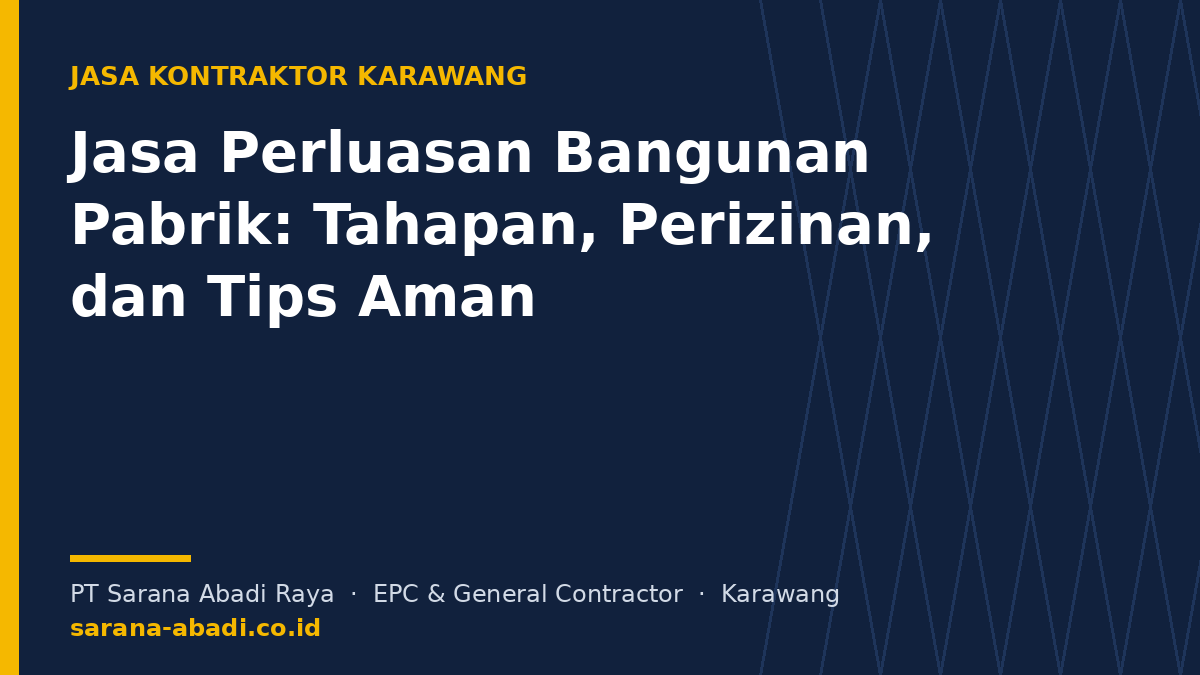 JASA KONTRAKTOR KARAWANG
Jasa Perluasan Bangunan
Pabrik: Tahapan, Perizinan,
dan Tips Aman
PT Sarana Abadi Raya · EPC & General Contractor · Karawang
sarana-abadi.co.id